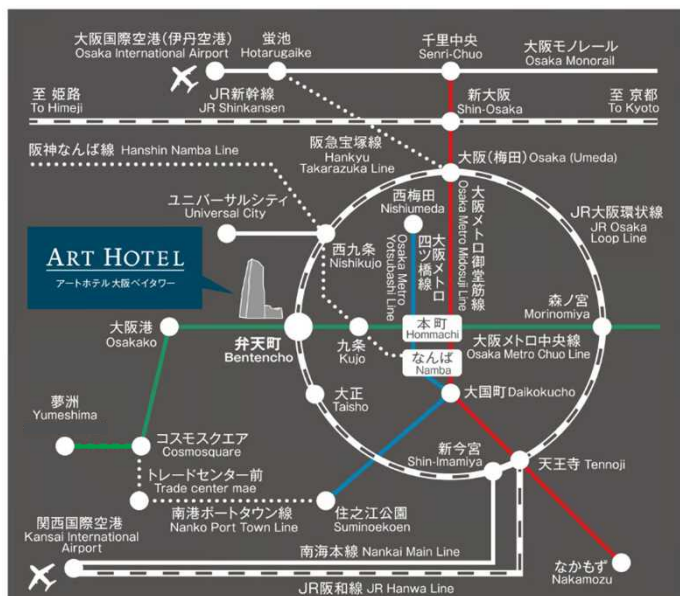 大阪国際空港(伊丹空港)
Osaka International Airport
蛍池
Hotarugaike
千里中央
Senri-Chuo
大阪モノレール
Osaka Monorail
至 姫路
To Himeji
JR新幹線
JR Shinkansen
新大阪
Shin-Osaka
至 京都
To Kyoto
阪神なんば線 Hanshin Namba Line
阪急宝塚線
Hankyu
Takarazuka Line
大阪(梅田)Osaka (Umeda)
ユニバーサルシティ
Universal City
西梅田
Nishiumeda
大阪メトロ御堂筋線
Osaka Metro Midosuji Line
JR大阪環状線
JR Osaka
Loop Line
ART HOTEL
アートホテル大阪ベイタワー
西九条
Nishikujo
大阪メトロ
四ツ橋線
Osaka Metro
Yotsubashi Line
森ノ宮
Morinomiya
大阪港
Osakako
弁天町
Bentencho
九条
Kujo
本町
Hommachi
大阪メトロ中央線
Osaka Metro Chuo Line
なんば
Namba
夢洲
Yumeshima
大正
Taisho
大国町 Daikokucho
コスモスクエア
Cosmosquare
新今宮
Shin-Imamiya
天王寺 Tennoji
トレードセンター前
Trade center mae
南港ポートタウン線
Nanko Port Town Line
住之江公園
Suminoekoen
関西国際空港
Kansai International
Airport
南海本線 Nankai Main Line
なかもず
Nakamozu
JR阪和線 JR Hanwa Line